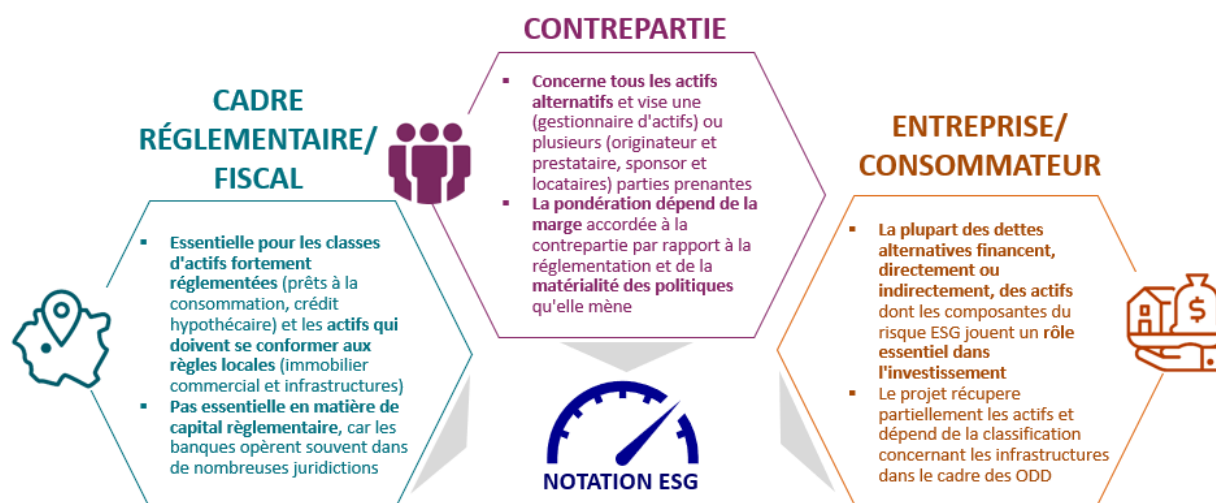 CADRE
RÉGLEMENTAIRE/
FISCAL
▪ Essentielle pour les classes
d'actifs fortement
réglementées (prêts à la
consommation, crédit
hypothécaire) et les actifs qui
doivent se conformer aux
règles locales (immobilier
commercial et infrastructures)
▪ Pas essentielle en matière de
capital règlementaire, car les
banques opèrent souvent dans
de nombreuses juridictions
CONTREPARTIE
▪ Concerne tous les actifs
alternatifs et vise une
(gestionnaire d'actifs) ou
plusieurs (originateur et
prestataire, sponsor et
locataires) parties prenantes
▪ La pondération dépend de la
marge accordée à la
contrepartie par rapport à la
réglementation et de la
matérialité des politiques
qu'elle mène
ENTREPRISE/
CONSOMMATEUR
▪ La plupart des dettes
alternatives financent,
directement ou
indirectement, des actifs
dont les composantes du
risque ESG jouent un rôle
essentiel dans
l'investissement
▪ Le projet récupere
partiellement les actifs et
dépend de la classification
concernant les infrastructures
dans le cadre des ODD
$
NOTATION ESG